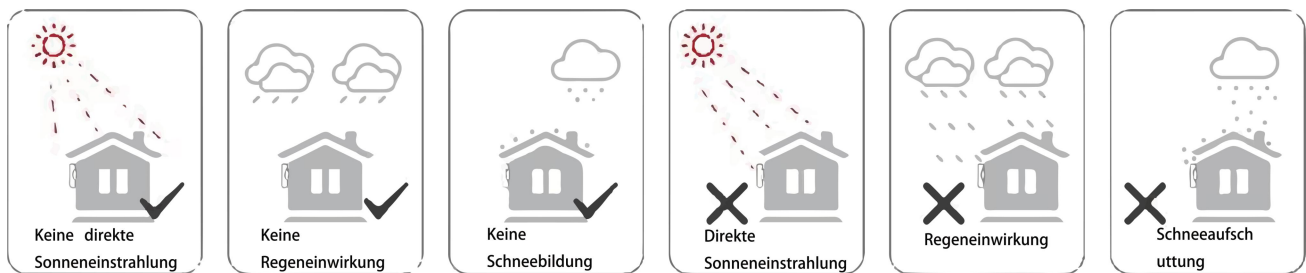 Keine direkte
Sonneneinstrahlung
Keine
Regeneinwirkung
Keine
Schneebildung
Direkte
Sonneneinstrahlung
Regeneinwirkung
Schneeaufsch
uttung